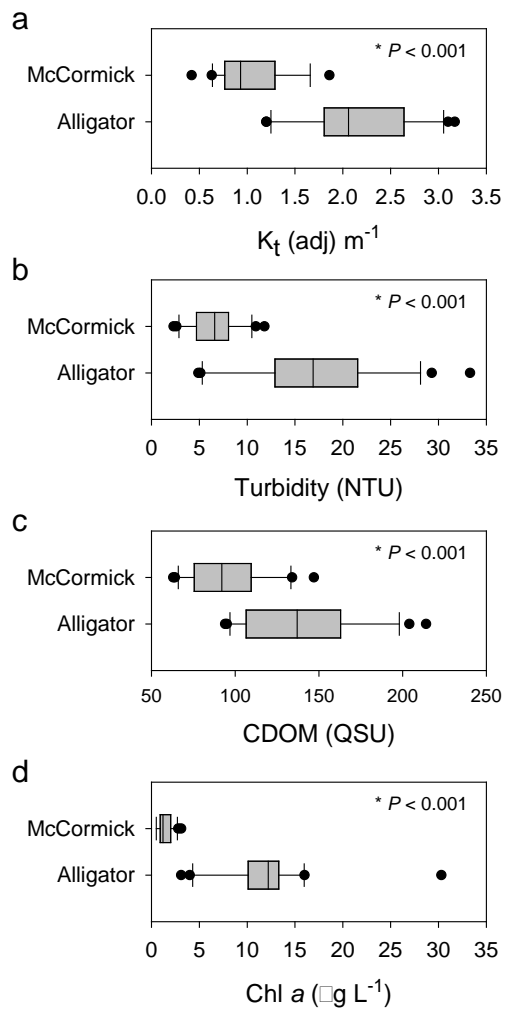 a
* P < 0.001
McCormick
Alligator
0.0 0.5 1.0 1.5 2.0 2.5 3.0 3.5
Kt (adj) m-1
b
* P < 0.001
McCormick
Alligator
0 5 10 15 20 25 30 35
Turbidity (NTU)
c
* P < 0.001
McCormick
Alligator
50 100 150 200 250
CDOM (QSU)
d
* P < 0.001
McCormick
Alligator
0 5 10 15 20 25 30 35
Chl a (□g L-1)